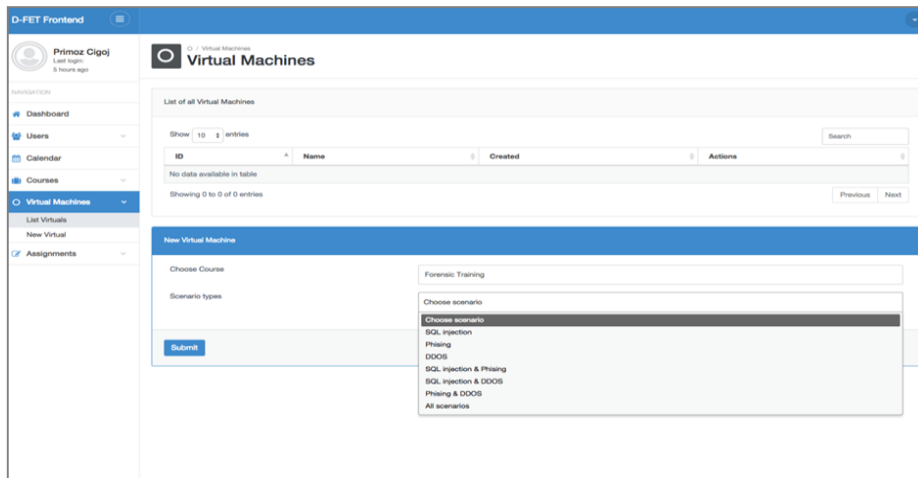 D-FET Frontend
Primoz Cigoj
Last login:
5 hours ago
NAVIGATION
Dashboard
Users
Calendar
Courses
Virtual Machines
List Virtuals
New Virtual
Assignments
O / Virtual Machines
Virtual Machines
List of all Virtual Machines
Show 10 entries
Search
ID Name Created Actions
No data available in table
Showing 0 to 0 of 0 entries
Previous Next
New Virtual Machine
Choose Course
Forensic Training
Scenario types
Choose scenario
Choose scenario
SQL injection
Phising
DDOS
SQL injection & Phising
SQL injection & DDOS
Phising & DDOS
All scenarios
Submit